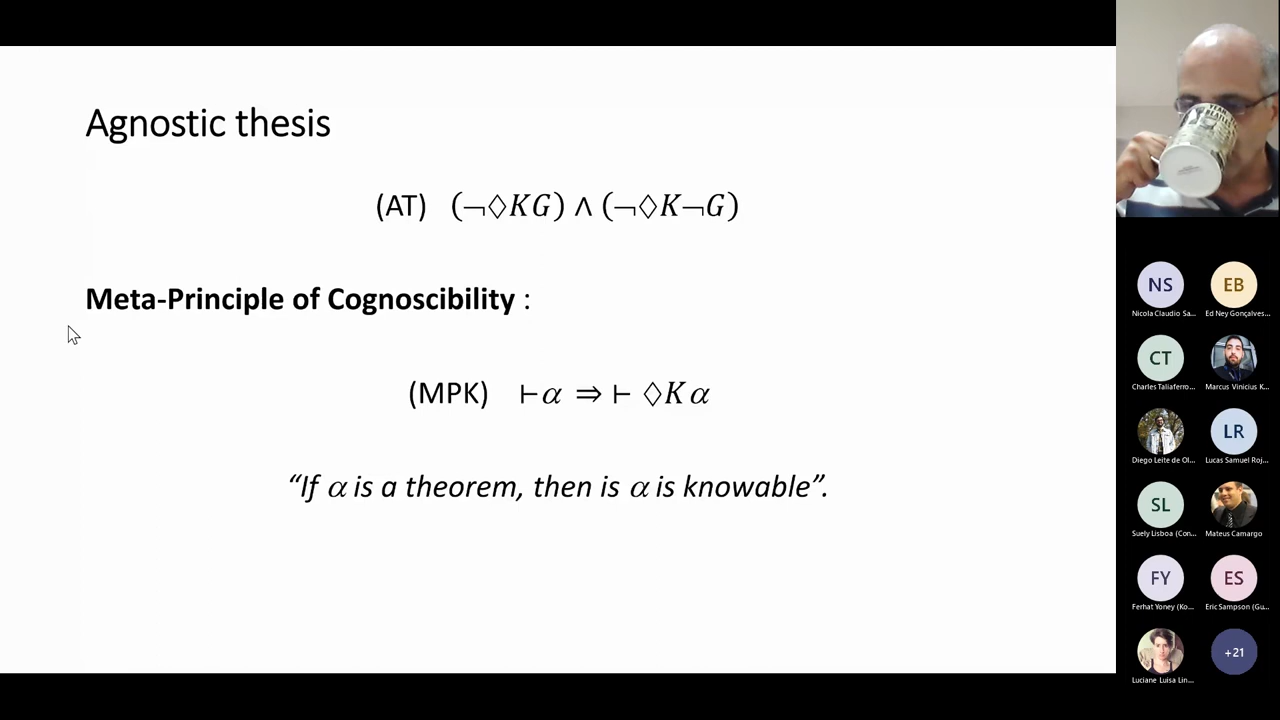 Agnostic thesis
(AT) (¬◇KG) ∧ (¬◇K¬G)
Meta-Principle of Cognoscibility :
(MPK) ⊢α ⇒ ⊢ ◇Kα
“If α is a theorem, then is α is knowable”.
NS
EB
Nicola Claudio Sa...
Ed Ney Gonçalves...
CT
Charles Taliaferro...
Marcus Vinicius K...
LR
Diego Leite de Ol...
Lucas Samuel Roj...
SL
Suely Lisboa (Con...
Mateus Camargo
FY
ES
Ferhat Yoney (Ko...
Eric Sampson (Gu...
+21
Luciane Luisa Lin...